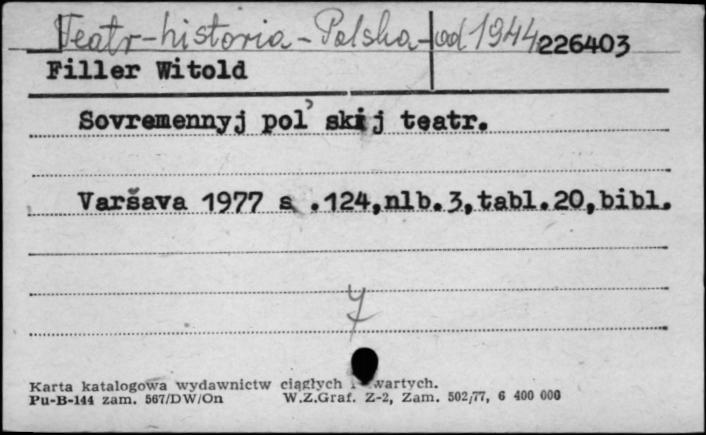 Teatr-historia-Polska-od 1944 226403
Filler Witold
Sovremennyj pol'skij teatr.
Varšava 1977 s .124,nlb.3,tabl.20,bibl.
Karta katalogowa wydawnictw ciągłych i zwartych.
Pu-B-144 zam. 567/DW/On W.Z.Graf. Z-2, Zam. 502/77, 6 400 000